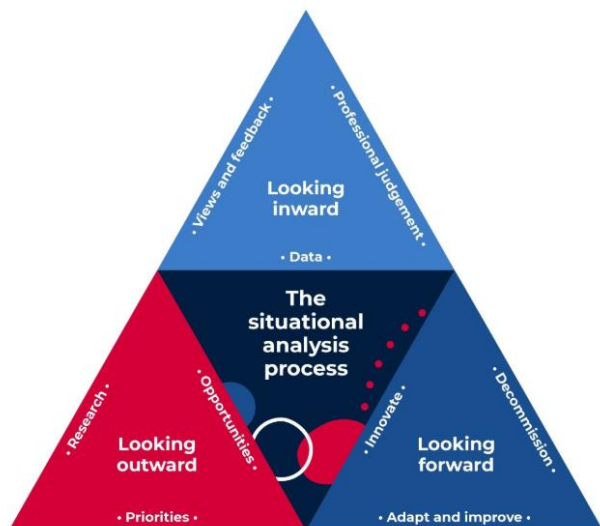 • Views and feedback •
• Professional judgement •
Looking
inward
• Data •
The
situational
analysis
process
• Research •
• Opportunities •
Looking
outward
• Priorities •
• Innovate •
• Decommission •
Looking
forward
• Adapt and improve •